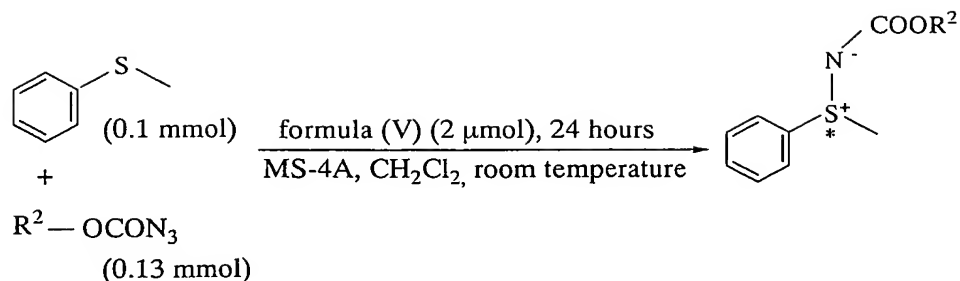 S
(0.1 mmol)
+
R² — OCON₃
(0.13 mmol)
formula (V) (2 μmol), 24 hours
MS-4A, CH₂Cl₂, room temperature
COOR²
N -
S⁺
*